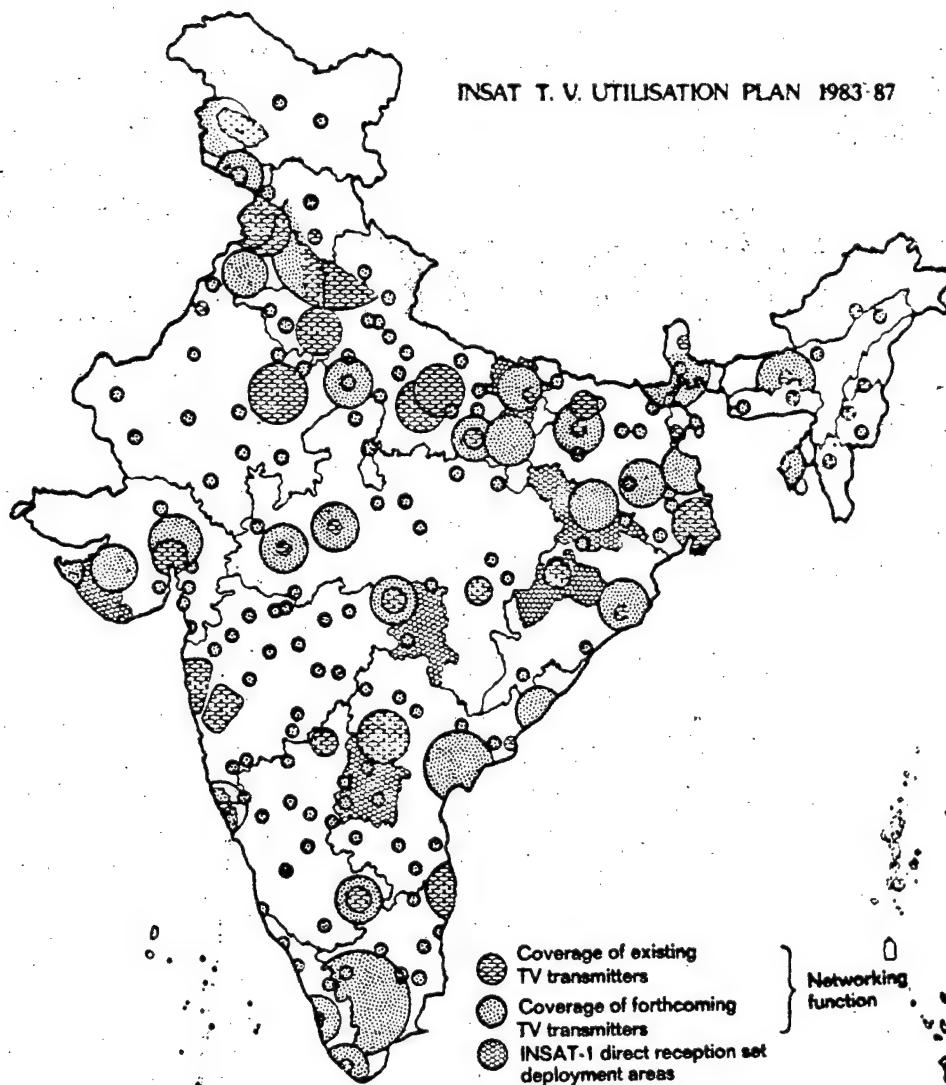 INSAT T. V. UTILISATION PLAN 1983-87
Coverage of existing
TV transmitters
Coverage of forthcoming
TV transmitters
Networking
function
INSAT-1 direct reception set
deployment areas